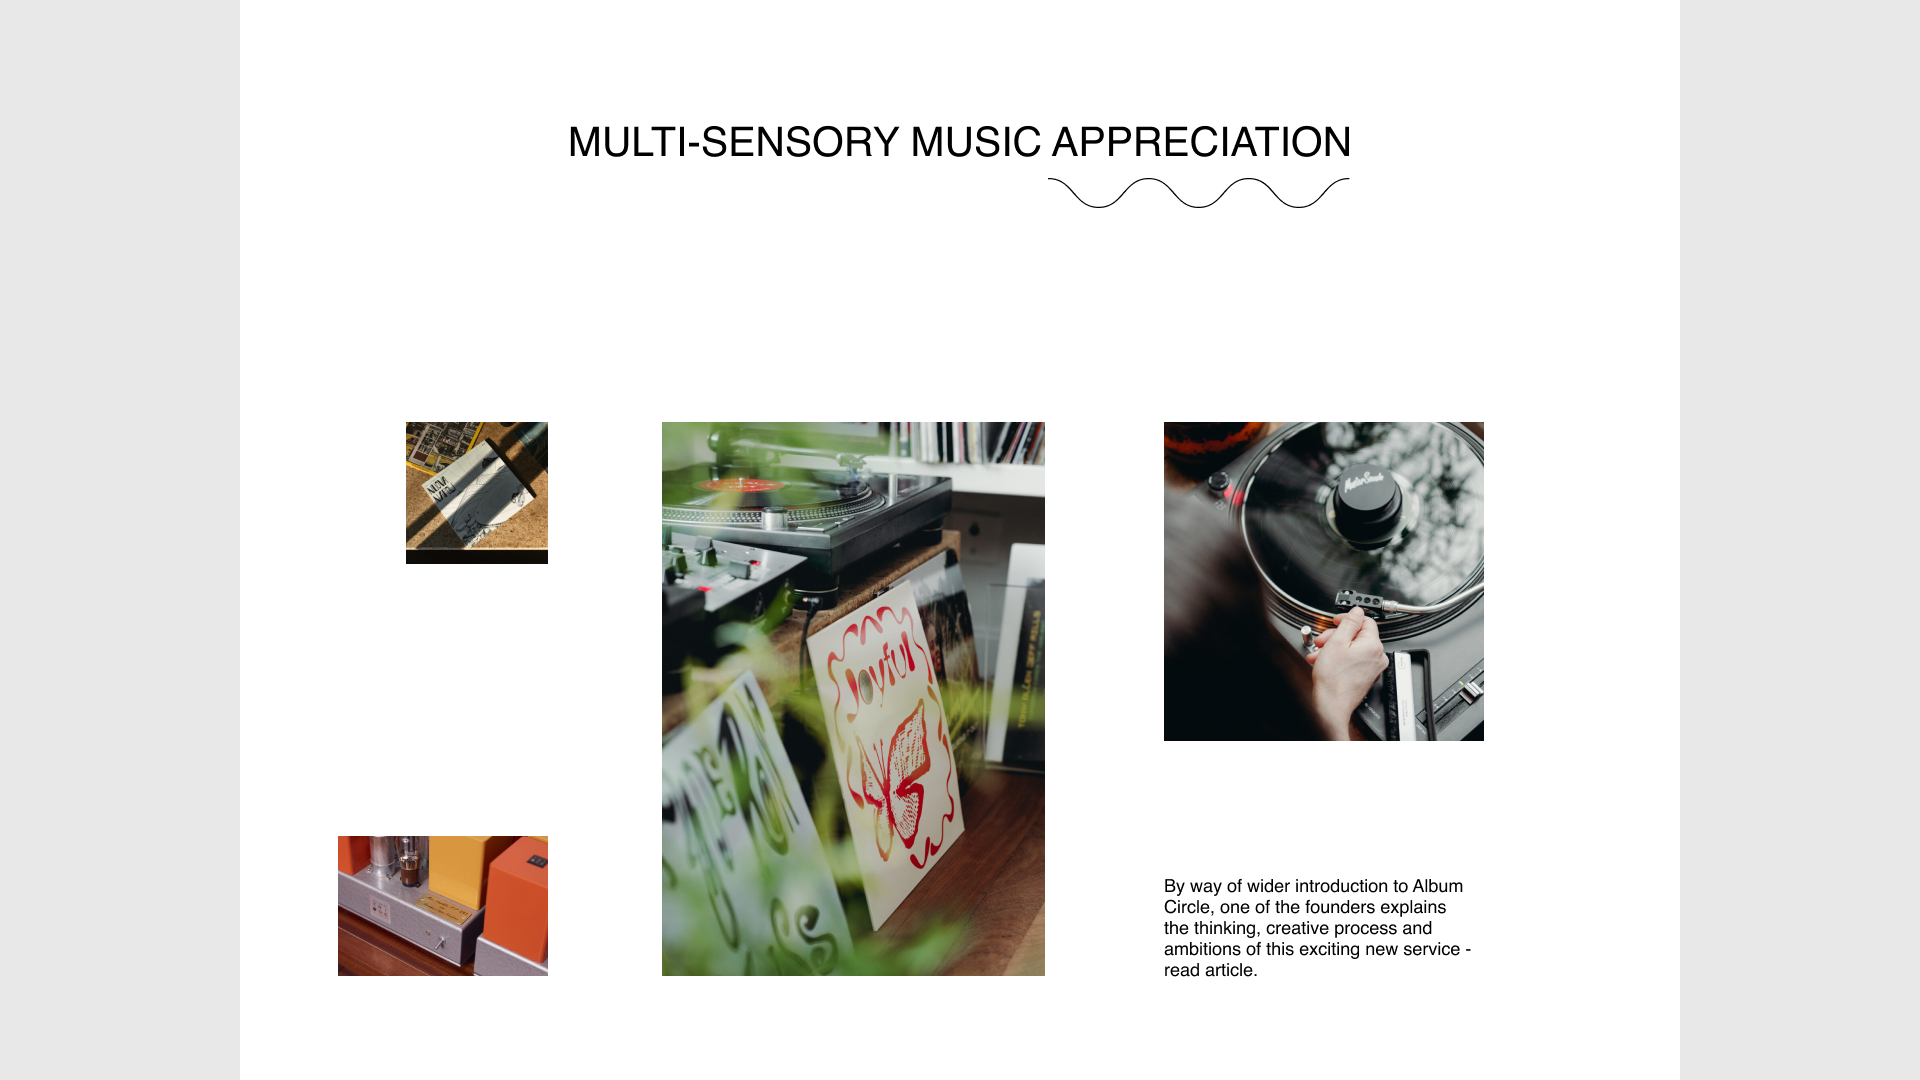 MULTI-SENSORY MUSIC APPRECIATION
Joyful
By way of wider introduction to Album
Circle, one of the founders explains
the thinking, creative process and
ambitions of this exciting new service -
read article.